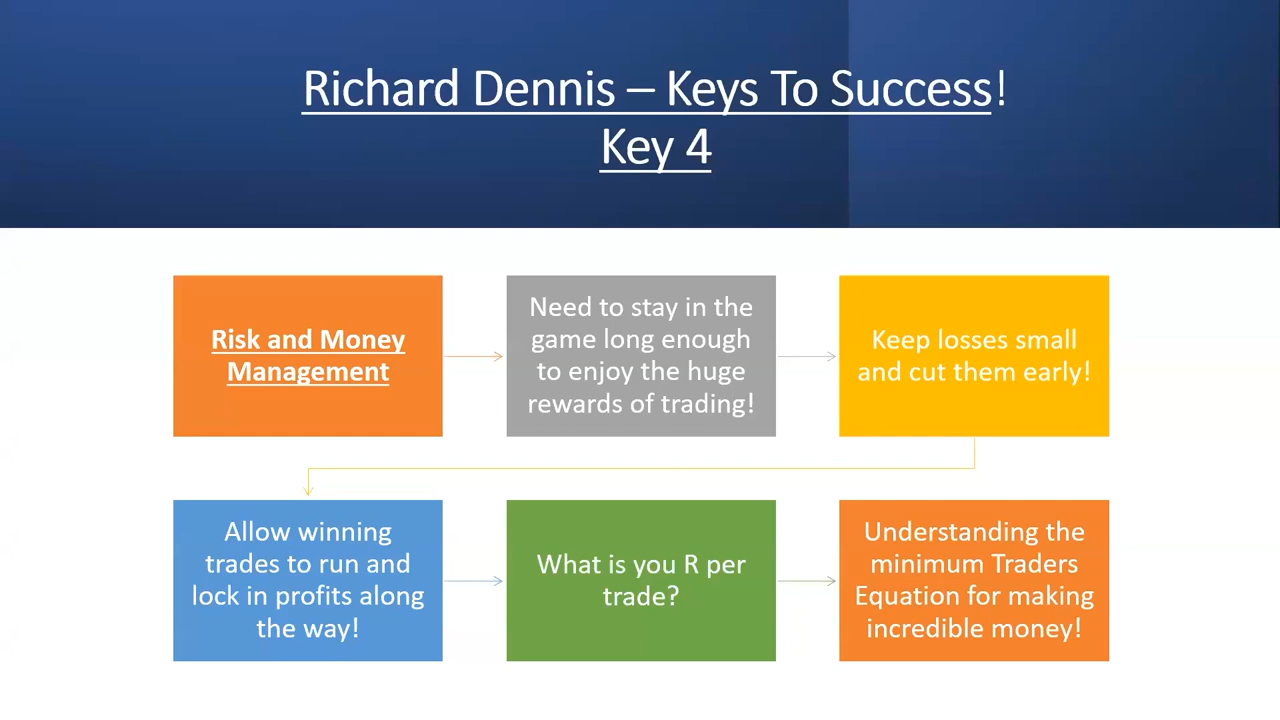 Richard Dennis – Keys To Success!
Key 4
Risk and Money
Management
Need to stay in the
game long enough
to enjoy the huge
rewards of trading!
Keep losses small
and cut them early!
Allow winning
trades to run and
lock in profits along
the way!
What is you R per
trade?
Understanding the
minimum Traders
Equation for making
incredible money!